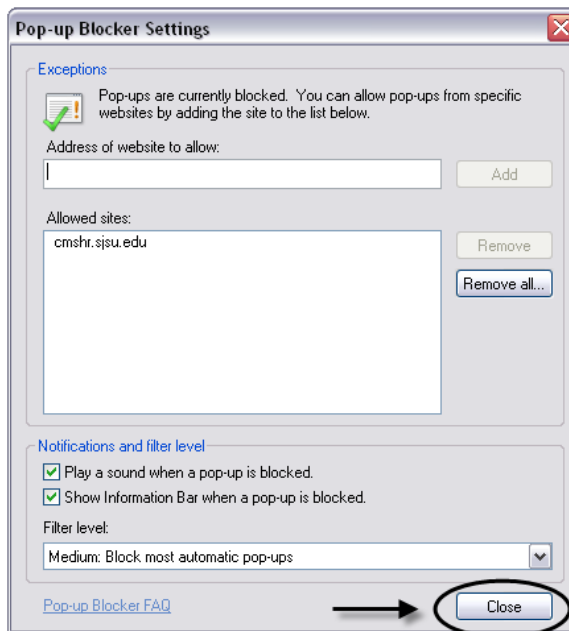 Pop-up Blocker Settings
Exceptions
Pop-ups are currently blocked. You can allow pop-ups from specific
websites by adding the site to the list below.
Address of website to allow:
Add
Allowed sites:
cmshr.sjsu.edu
Remove
Remove all...
Notifications and filter level
Play a sound when a pop-up is blocked.
Show Information Bar when a pop-up is blocked.
Filter level:
Medium: Block most automatic pop-ups
Pop-up Blocker FAQ
Close